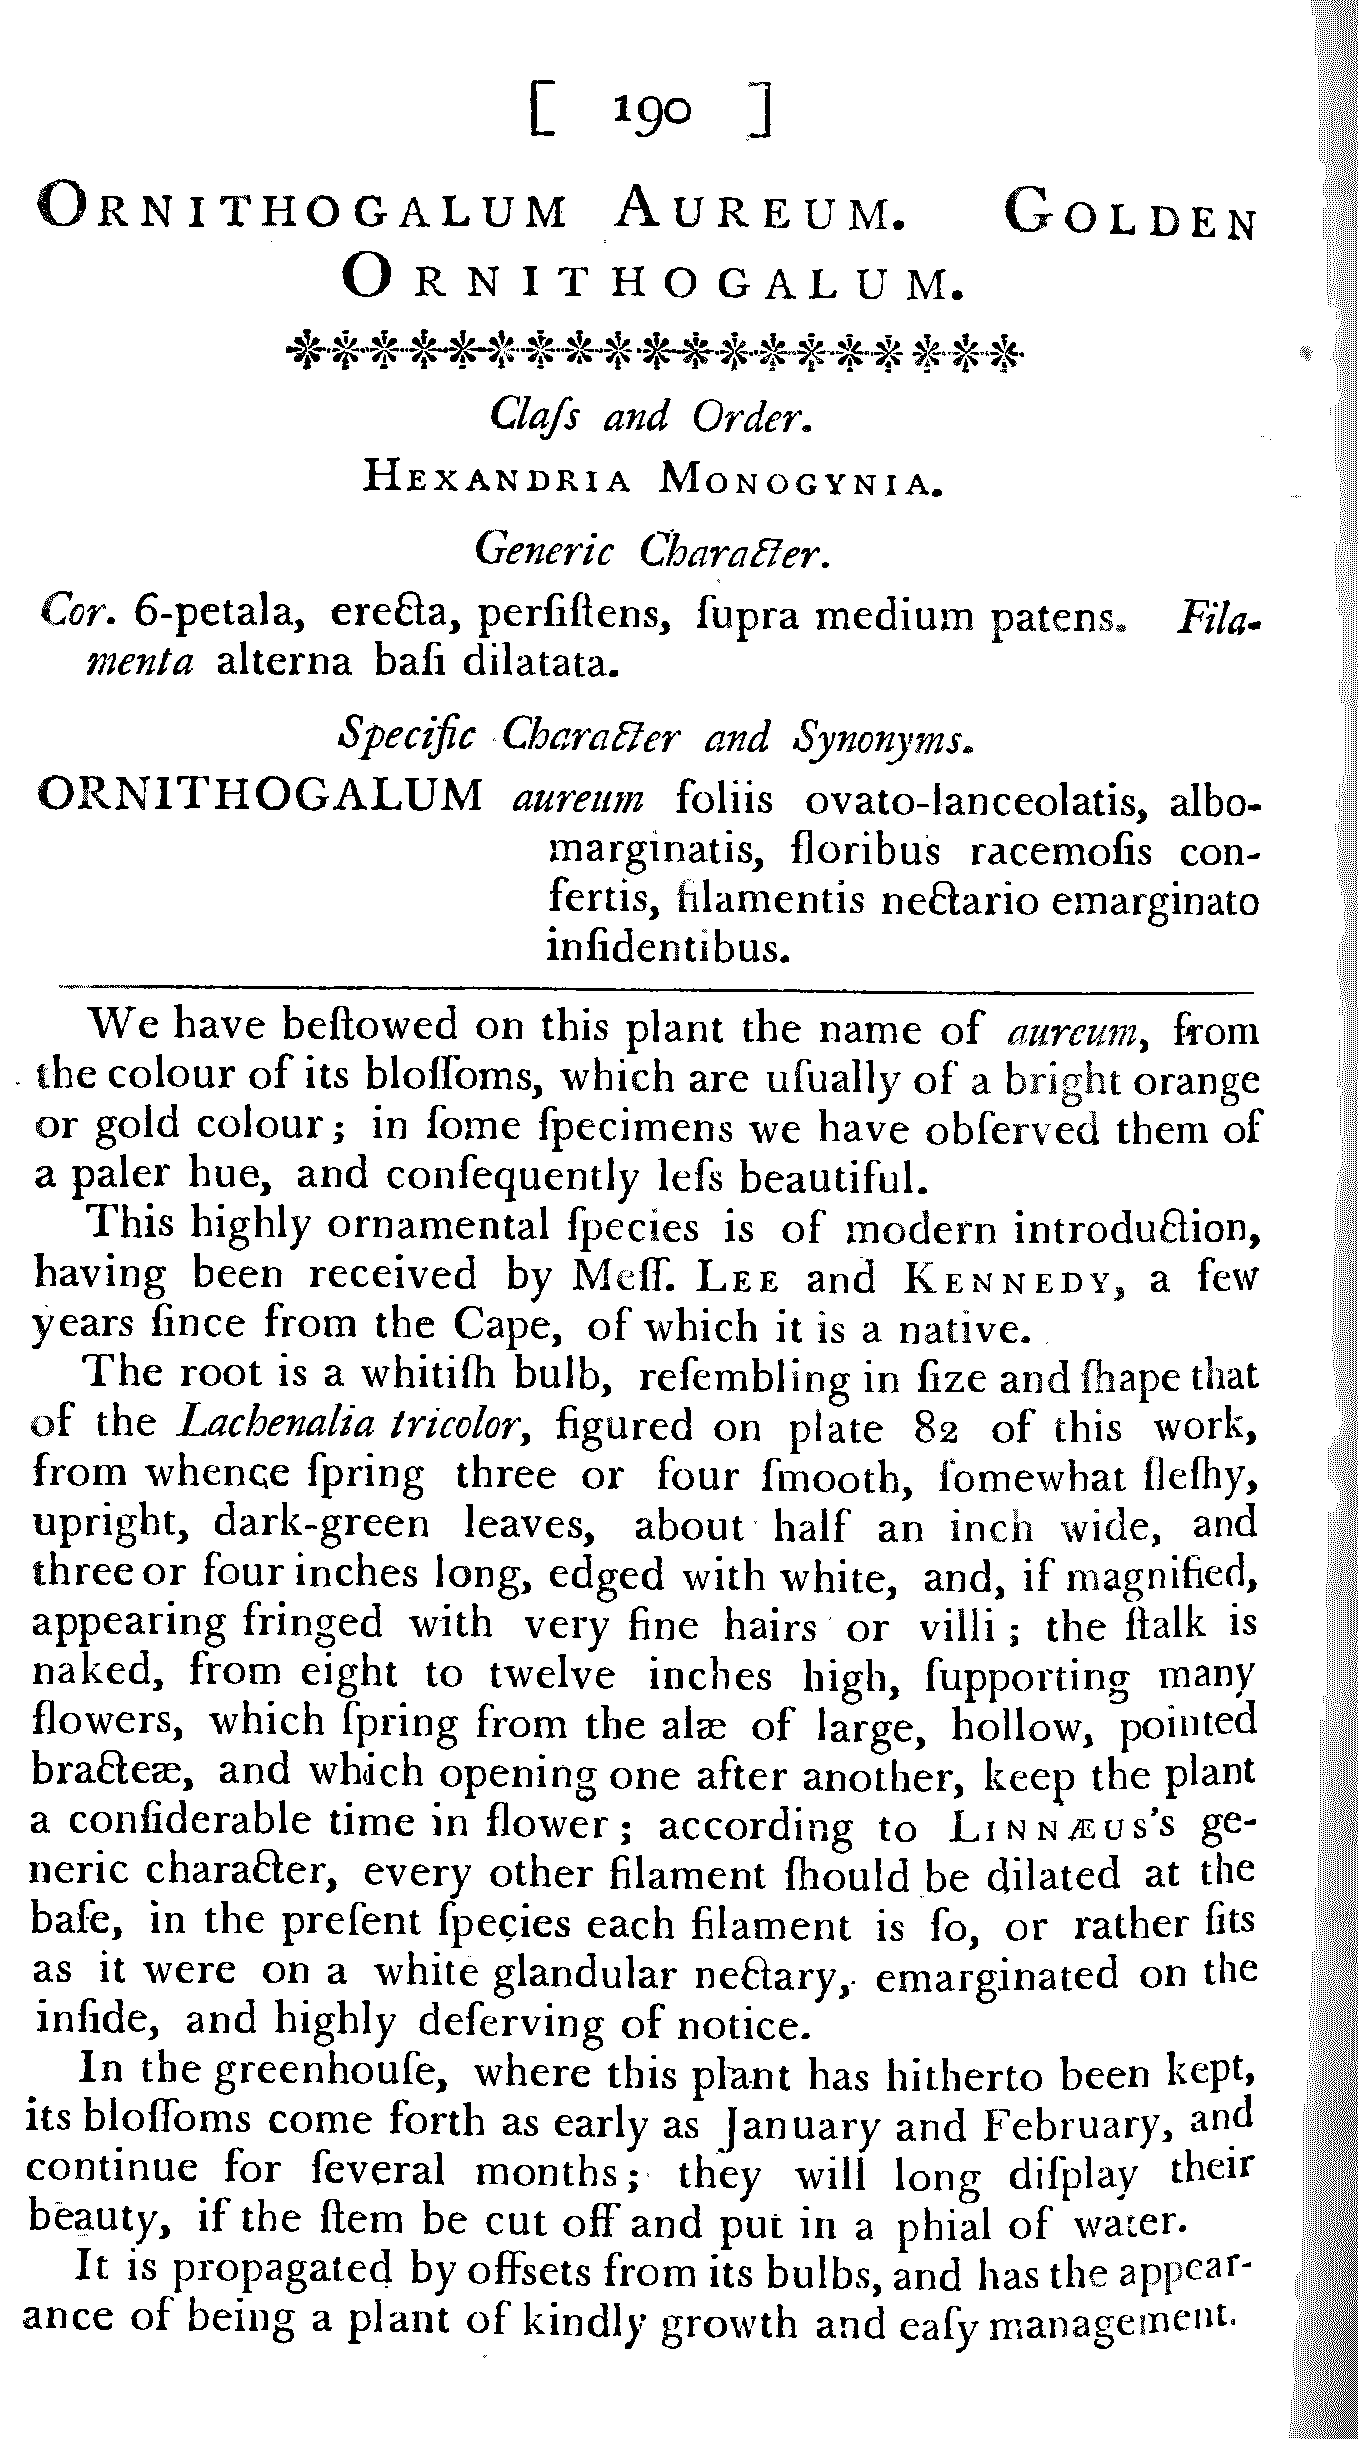 [ 190 ]
ORNITHOGALUM AUREUM. GOLDEN
ORNITHOGALUM.
Claſs and Order.
HEXANDRIA MONOGYNIA.
Generic Character.
Cor. 6-petala, erecta, perſiſtens, ſupra medium patens. Fila-
menta alterna baſi dilatata.
Specific Character and Synonyms.
ORNITHOGALUM aureum foliis ovato-lanceolatis, albo-
marginatis, floribus racemoſis con-
fertis, filamentis nectario emarginato
inſidentibus.
We have beſtowed on this plant the name of aureum, from
the colour of its bloſſoms, which are uſually of a bright orange
or gold colour; in ſome ſpecimens we have obſerved them of
a paler hue, and conſequently leſs beautiful.
This highly ornamental ſpecies is of modern introduction,
having been received by Meſſ. LEE and KENNEDY, a few
years ſince from the Cape, of which it is a native.
The root is a whitiſh bulb, reſembling in ſize and ſhape that
of the Lachenalia tricolor, figured on plate 82 of this work,
from whence ſpring three or four ſmooth, ſomewhat fleſhy,
upright, dark-green leaves, about half an inch wide, and
three or four inches long, edged with white, and, if magnified,
appearing fringed with very fine hairs or villi; the ſtalk is
naked, from eight to twelve inches high, ſupporting many
flowers, which ſpring from the alæ of large, hollow, pointed
bracteæ, and which opening one after another, keep the plant
a conſiderable time in flower; according to LINNÆUS's ge-
neric character, every other filament ſhould be dilated at the
baſe, in the preſent ſpecies each filament is ſo, or rather ſits
as it were on a white glandular nectary, emarginated on the
inſide, and highly deſerving of notice.
In the greenhouſe, where this plant has hitherto been kept,
its bloſſoms come forth as early as January and February, and
continue for ſeveral months; they will long diſplay their
beauty, if the ſtem be cut off and put in a phial of water.
It is propagated by offsets from its bulbs, and has the appear-
ance of being a plant of kindly growth and eaſy management.